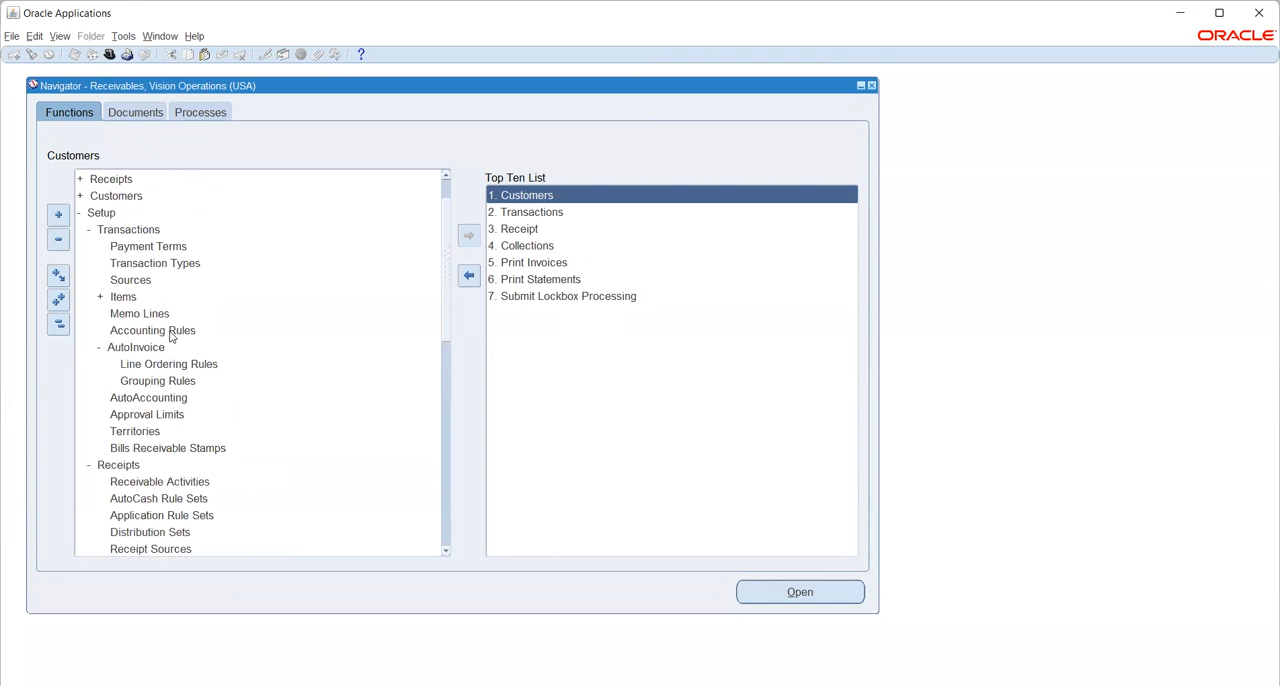 Oracle Applications
File Edit View Folder Tools Window Help
ORACLE
?
Navigator - Receivables, Vision Operations (USA)
Functions Documents Processes
Customers
+ Receipts
+ Customers
- Setup
- Transactions
Payment Terms
Transaction Types
Sources
+ Items
Memo Lines
Accounting Rules
- AutoInvoice
Line Ordering Rules
Grouping Rules
AutoAccounting
Approval Limits
Territories
Bills Receivable Stamps
- Receipts
Receivable Activities
AutoCash Rule Sets
Application Rule Sets
Distribution Sets
Receipt Sources
Top Ten List
1. Customers
2. Transactions
3. Receipt
4. Collections
5. Print Invoices
6. Print Statements
7. Submit Lockbox Processing
Open